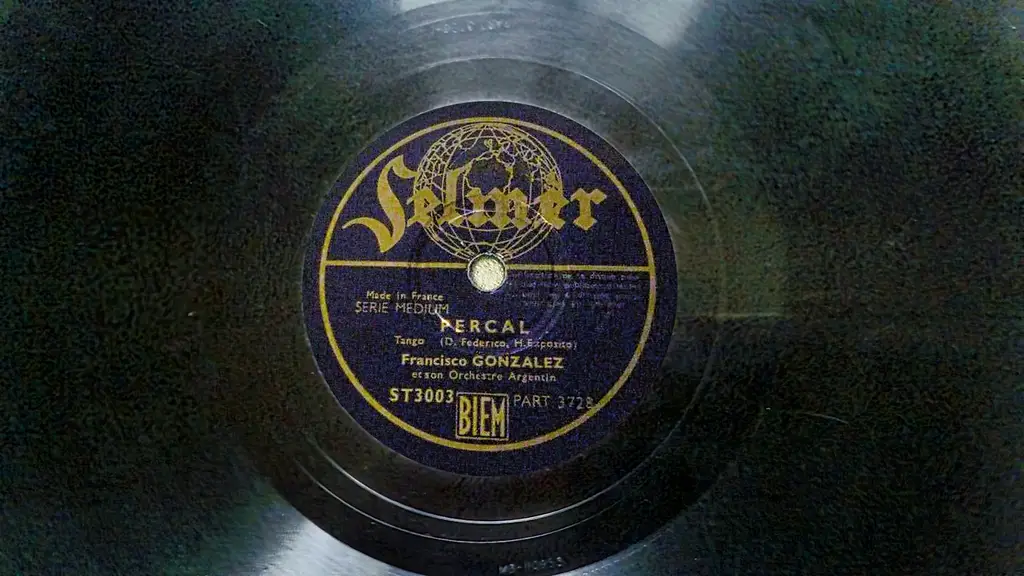 Selmer
Made in France
SERIE MEDIUM
PERCAL
Tango (D. Federico, H. Exposito)
Francisco GONZALEZ
et son Orchestre Argentin
ST3003 BIEM PART 3728